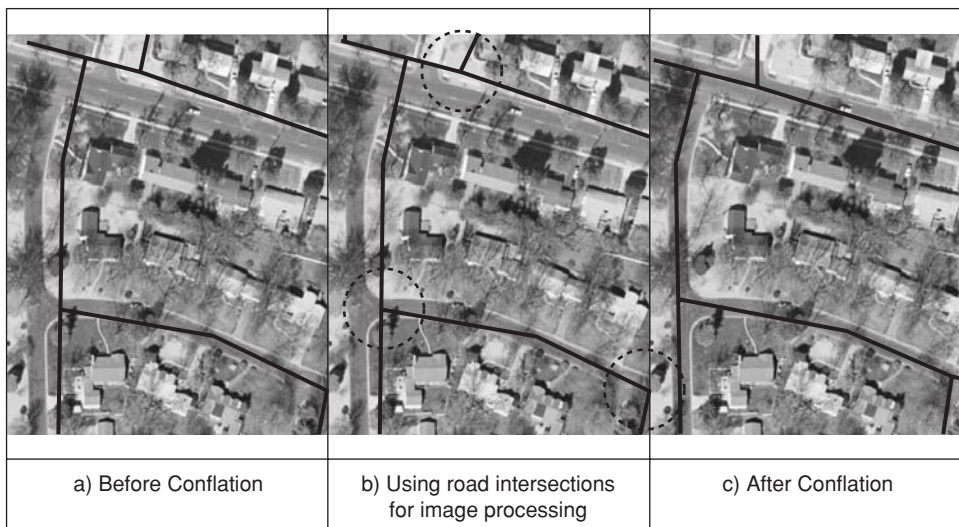 a) Before Conflation
b) Using road intersections
for image processing
c) After Conflation